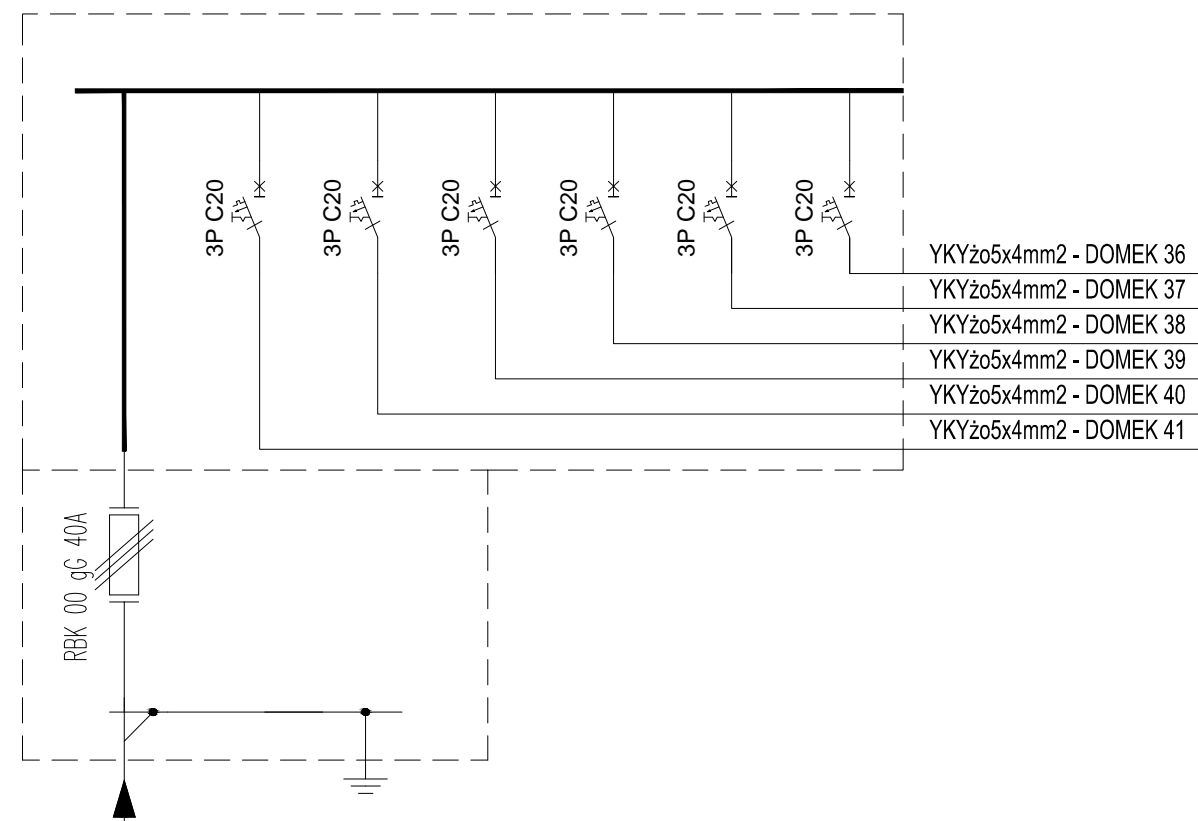 3P C20
3P C20
3P C20
3P C20
3P C20
3P C20
YKYżo5x4mm2 - DOMEK 36
YKYżo5x4mm2 - DOMEK 37
YKYżo5x4mm2 - DOMEK 38
YKYżo5x4mm2 - DOMEK 39
YKYżo5x4mm2 - DOMEK 40
YKYżo5x4mm2 - DOMEK 41
RBK 00 gG 40A